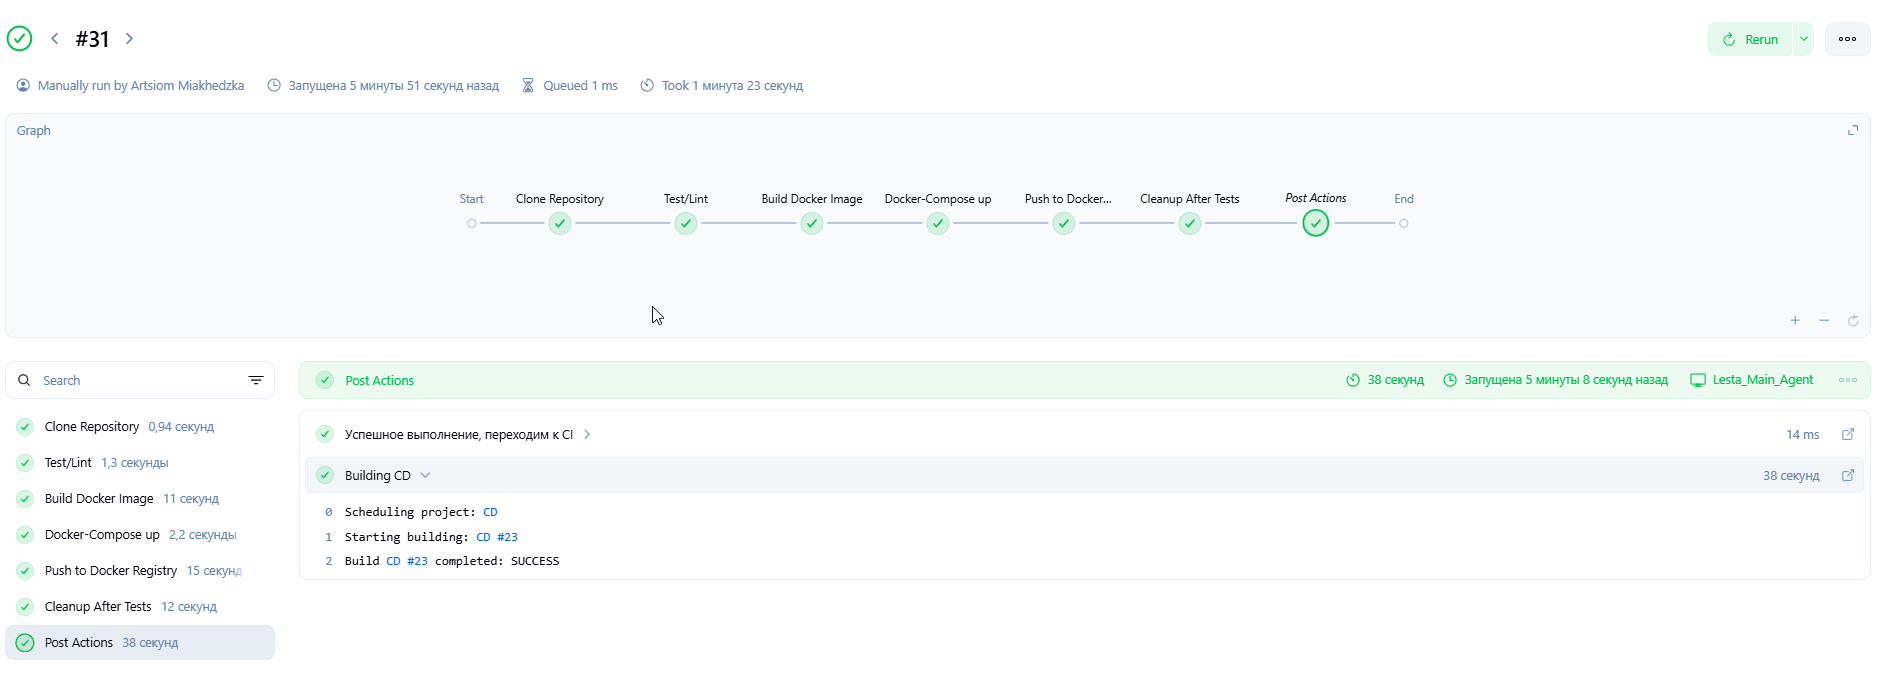 #31
Rerun
Manually run by Artsiom Miakhedzka Запущена 5 минуты 51 секунд назад Queued 1 ms Took 1 минута 23 секунд
Graph
Start Clone Repository Test/Lint Build Docker Image Docker-Compose up Push to Docker... Cleanup After Tests Post Actions End
Search
Clone Repository 0,94 секунд
Test/Lint 1,3 секунды
Build Docker Image 11 секунд
Docker-Compose up 2,2 секунды
Push to Docker Registry 15 секунд
Cleanup After Tests 12 секунд
Post Actions 38 секунд
Post Actions 38 секунд Запущена 5 минуты 8 секунд назад Lesta_Main_Agent
Успешное выполнение, переходим к CI 14 ms
Building CD 38 секунд
0 Scheduling project: CD
1 Starting building: CD #23
2 Build CD #23 completed: SUCCESS